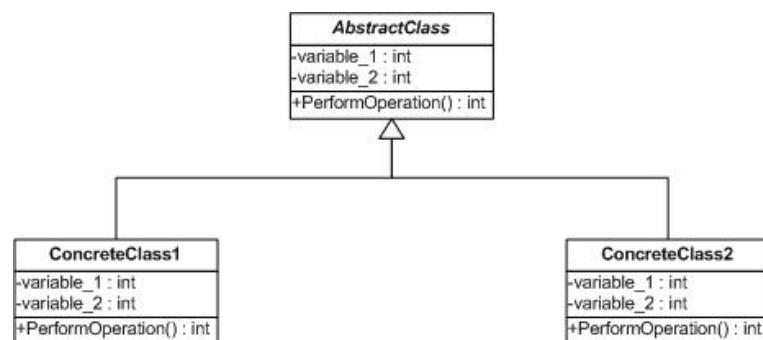 AbstractClass
-variable_1 : int
-variable_2 : int
+PerformOperation() : int
ConcreteClass1
-variable_1 : int
-variable_2 : int
+PerformOperation() : int
ConcreteClass2
-variable_1 : int
-variable_2 : int
+PerformOperation() : int